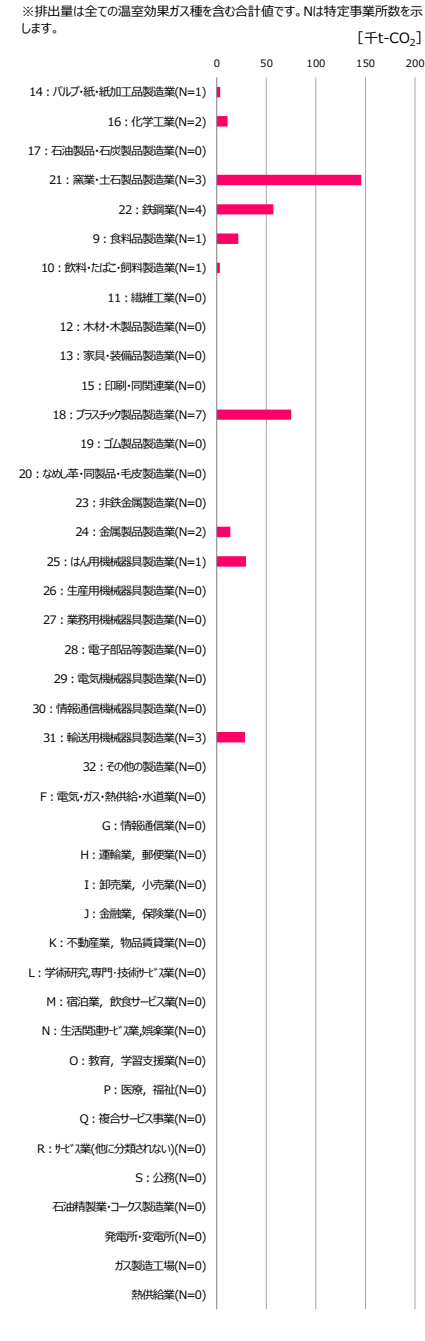 ※排出量は全ての温室効果ガス種を含む合計値です。Nは特定事業所数を示
します。
[千t-CO₂]
0 50 100 150 200
14：パルプ・紙・紙加工品製造業(N=1)
16：化学工業(N=2)
17：石油製品・石炭製品製造業(N=0)
21：窯業・土石製品製造業(N=3)
22：鉄鋼業(N=4)
9：食料品製造業(N=1)
10：飲料・たばこ・飼料製造業(N=1)
11：繊維工業(N=0)
12：木材・木製品製造業(N=0)
13：家具・装備品製造業(N=0)
15：印刷・同関連業(N=0)
18：プラスチック製品製造業(N=7)
19：ゴム製品製造業(N=0)
20：なめし革・同製品・毛皮製造業(N=0)
23：非鉄金属製造業(N=0)
24：金属製品製造業(N=2)
25：はん用機械器具製造業(N=1)
26：生産用機械器具製造業(N=0)
27：業務用機械器具製造業(N=0)
28：電子部品等製造業(N=0)
29：電気機械器具製造業(N=0)
30：情報通信機械器具製造業(N=0)
31：輸送用機械器具製造業(N=3)
32：その他の製造業(N=0)
F：電気・ガス・熱供給・水道業(N=0)
G：情報通信業(N=0)
H：運輸業，郵便業(N=0)
I：卸売業，小売業(N=0)
J：金融業，保険業(N=0)
K：不動産業，物品賃貸業(N=0)
L：学術研究,専門・技術ｻｰﾋﾞｽ業(N=0)
M：宿泊業，飲食サービス業(N=0)
N：生活関連ｻｰﾋﾞｽ業,娯楽業(N=0)
O：教育，学習支援業(N=0)
P：医療，福祉(N=0)
Q：複合サービス事業(N=0)
R：ｻｰﾋﾞｽ業(他に分類されない)(N=0)
S：公務(N=0)
石油精製業・コークス製造業(N=0)
発電所・変電所(N=0)
ガス製造工場(N=0)
熱供給業(N=0)